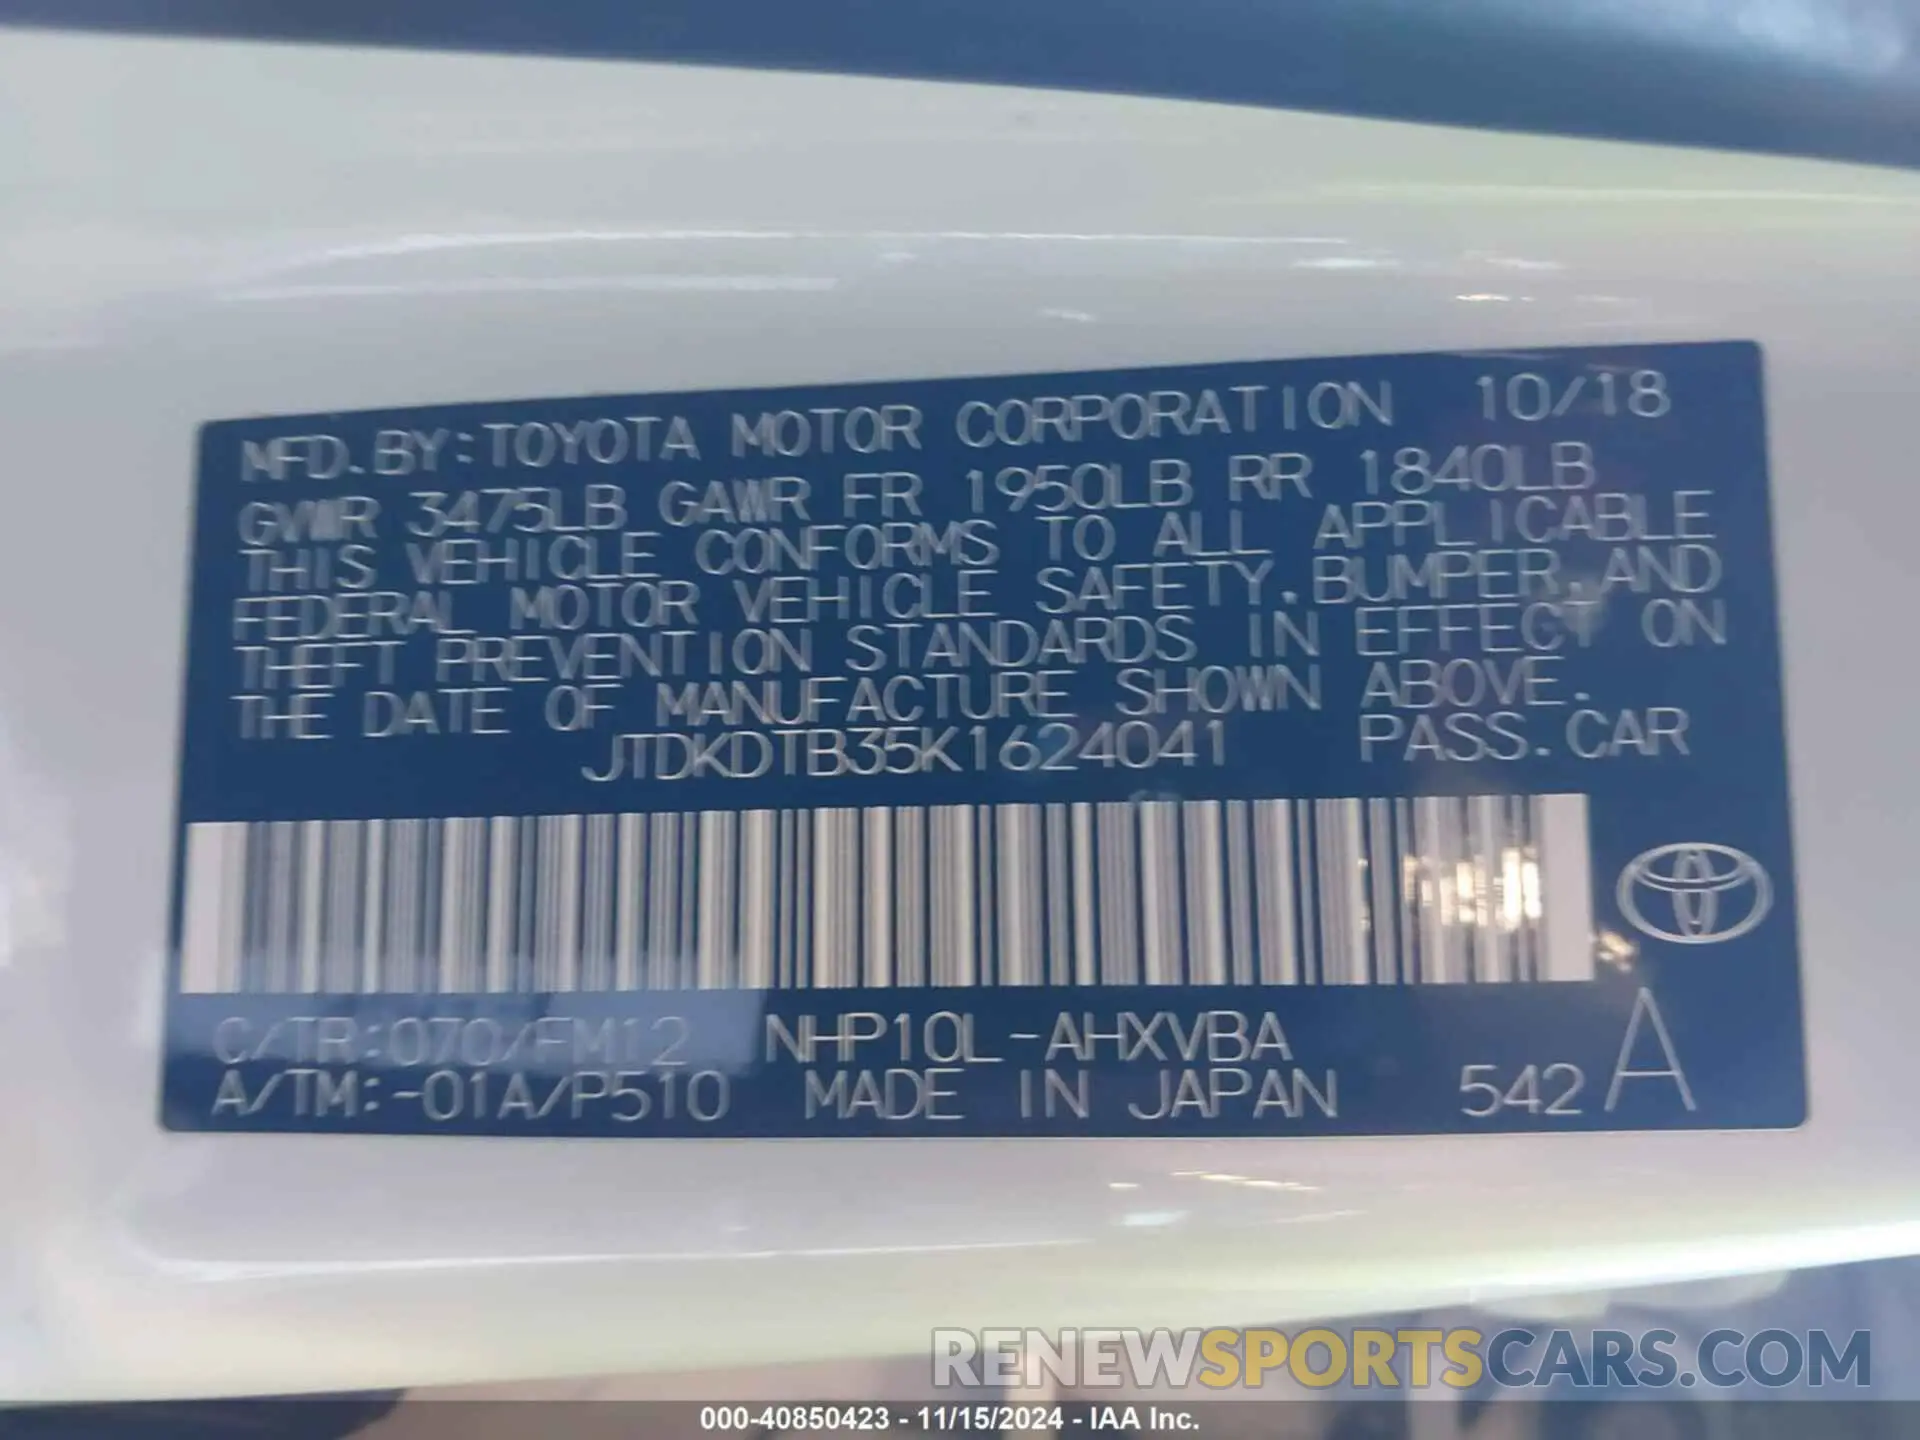 MFD.BY:TOYOTA MOTOR CORPORATION 10/18
GVWR 3475LB GAWR FR 1950LB RR 1840LB
THIS VEHICLE CONFORMS TO ALL APPLICABLE
FEDERAL MOTOR VEHICLE SAFETY,BUMPER,AND
THEFT PREVENTION STANDARDS IN EFFECT ON
THE DATE OF MANUFACTURE SHOWN ABOVE.
JTDKDTB35K1624041 PASS.CAR
C/TR:070/FM12 NHP10L-AHXVBA
A/TM:-01A/P510 MADE IN JAPAN 542A
RENEWSPORTSCARS.COM
000-40850423 - 11/15/2024 - IAA Inc.